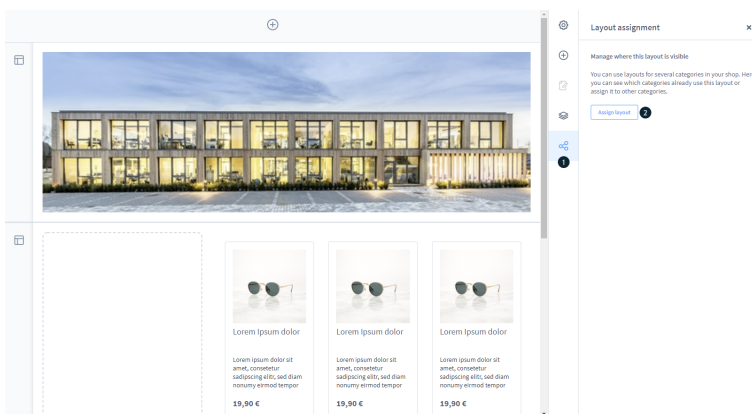 Layout assignment
Manage where this layout is visible
You can use layouts for several categories in your shop. Her
you can see which categories already use this layout or
assign it to other categories.
Assign layout
2
1
Lorem Ipsum dolor
Lorem ipsum dolor sit
amet, consetetur
sadipscing elitr, sed diam
nonumy eirmod tempor
19,90 €
Lorem Ipsum dolor
Lorem ipsum dolor sit
amet, consetetur
sadipscing elitr, sed diam
nonumy eirmod tempor
19,90 €
Lorem Ipsum dolor
Lorem ipsum dolor sit
amet, consetetur
sadipscing elitr, sed diam
nonumy eirmod tempor
19,90 €